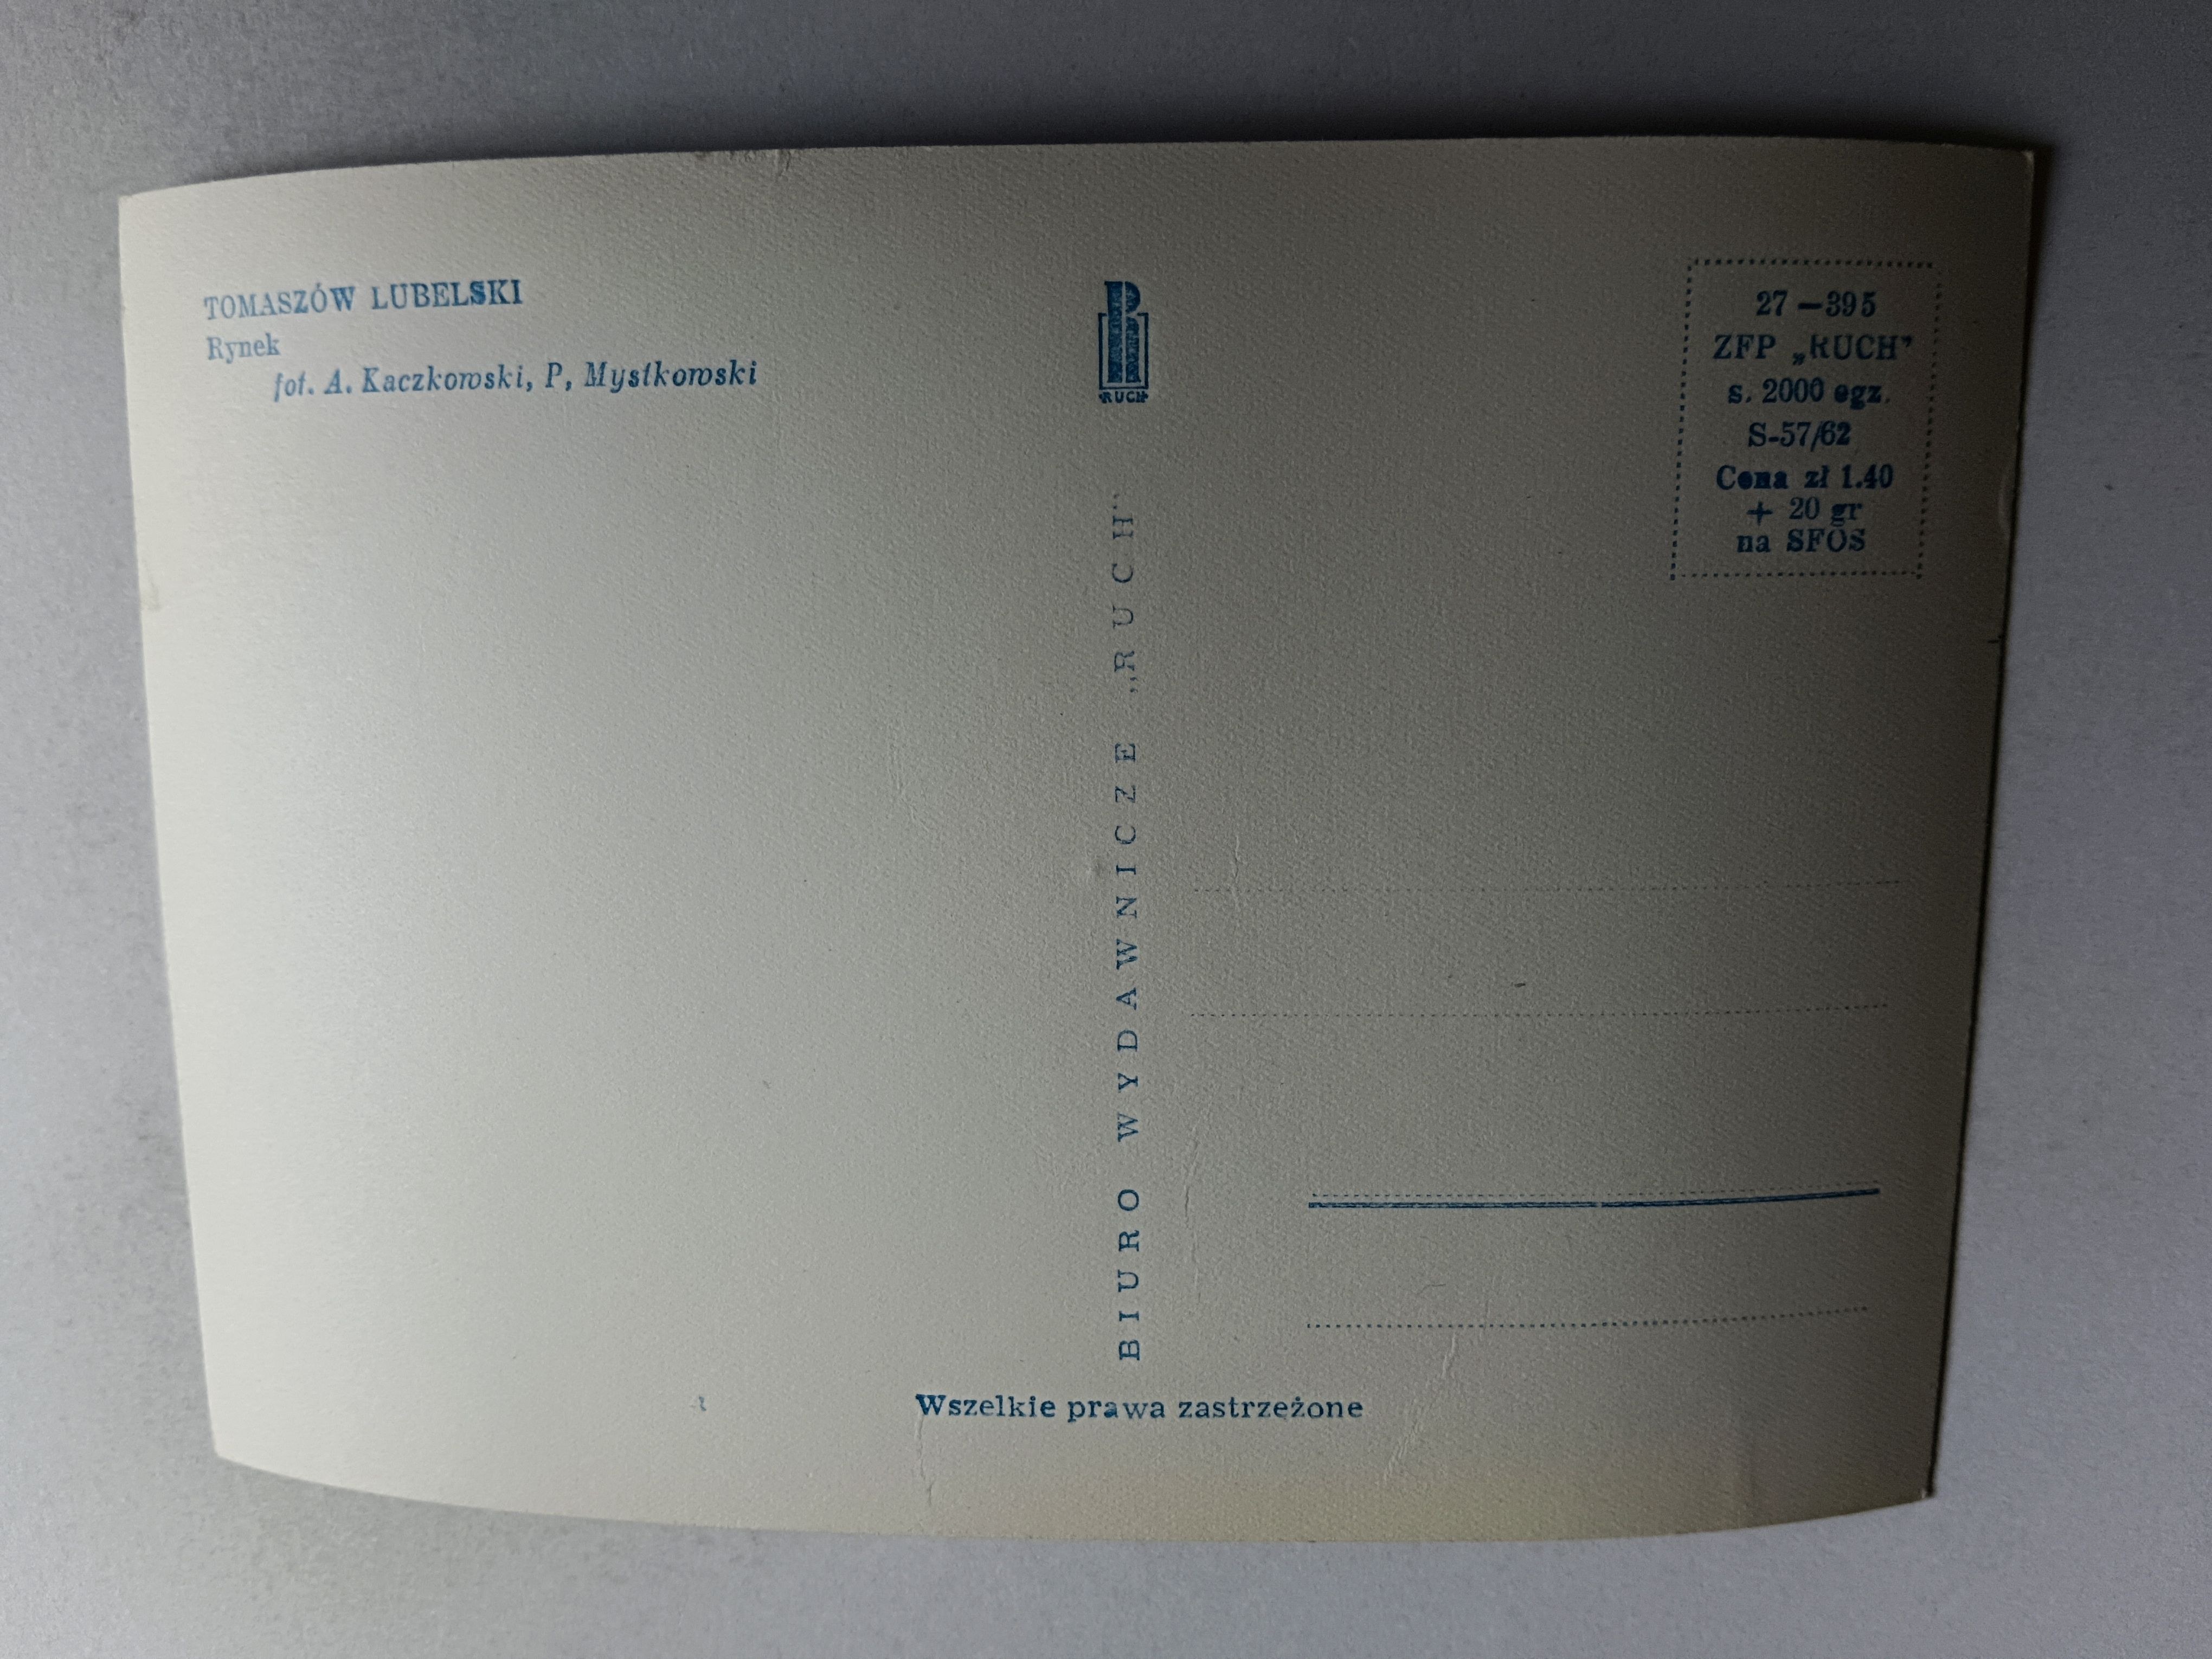 TOMASZÓW LUBELSKI
Rynek
fot. A. Kaczkowski, P, Mystkowski
RUCH
BIURO WYDAWNICZE „RUCH"
27—395
ZFP „RUCH”
s. 2000 egz.
S-57/62
Cena zł 1.40
+ 20 gr
na SFOS
Wszelkie prawa zastrzeżone